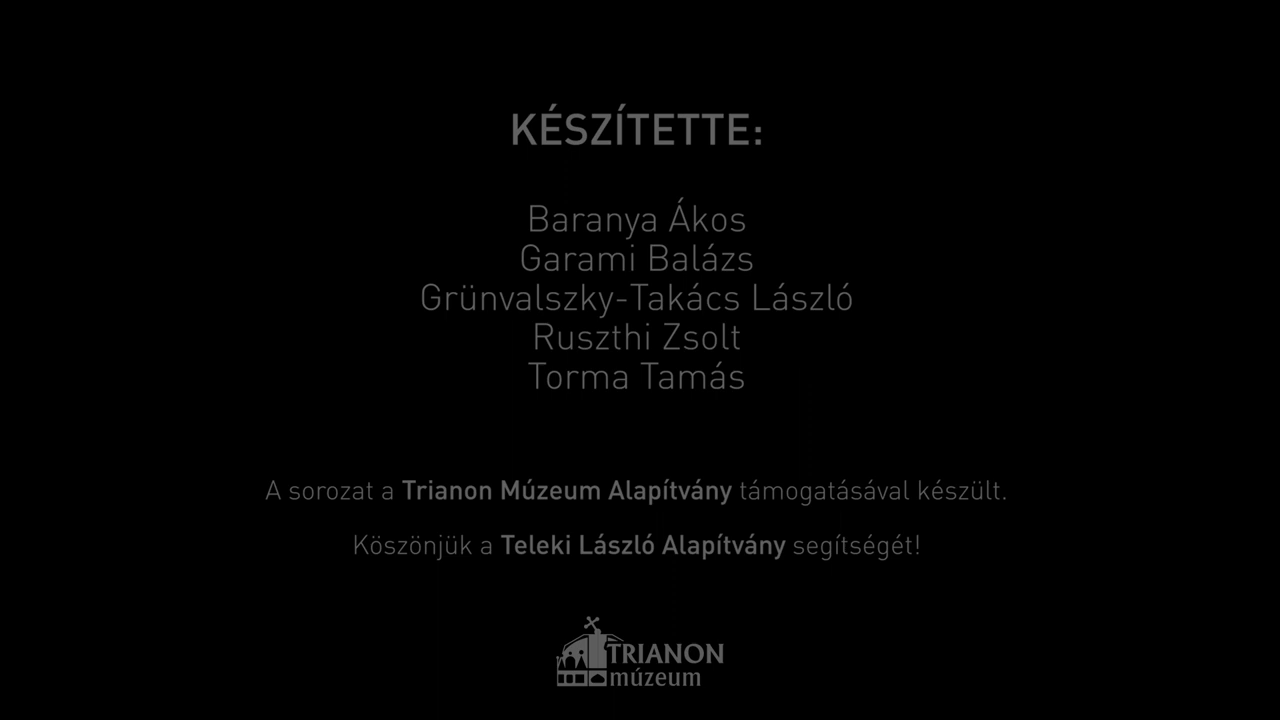 KÉSZÍTETTE:
Baranya Ákos
Garami Balázs
Grünvalszky-Takács László
Ruszthi Zsolt
Torma Tamás
A sorozat a Trianon Múzeum Alapítvány támogatásával készült.
Köszönjük a Teleki László Alapítvány segítségét!
TRIANON
múzeum